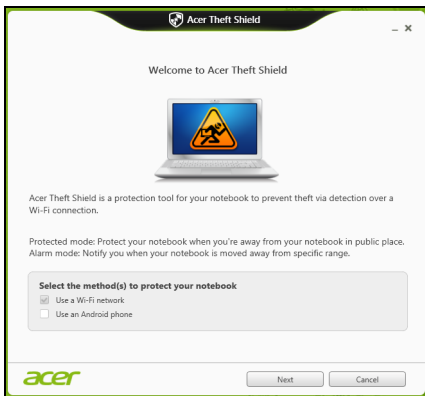 Acer Theft Shield
Welcome to Acer Theft Shield
Acer Theft Shield is a protection tool for your notebook to prevent theft via detection over a
Wi-Fi connection.
Protected mode: Protect your notebook when you're away from your notebook in public place.
Alarm mode: Notify you when your notebook is moved away from specific range.
Select the method(s) to protect your notebook
Use a Wi-Fi network
Use an Android phone
acer
Next
Cancel